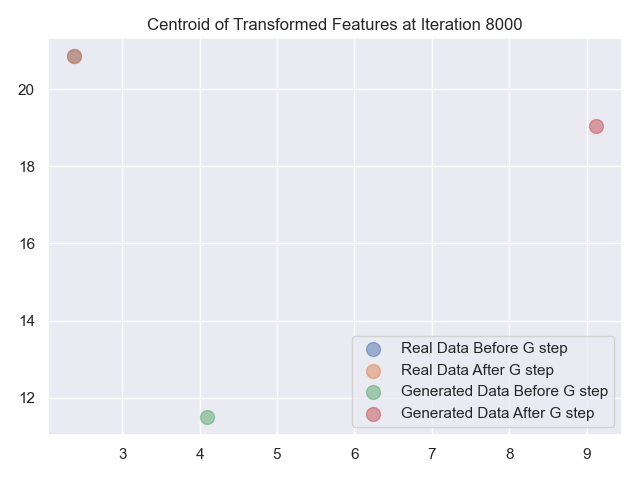 Centroid of Transformed Features at Iteration 8000
20
18
16
14
12
Real Data Before G step
Real Data After G step
Generated Data Before G step
Generated Data After G step
3 4 5 6 7 8 9